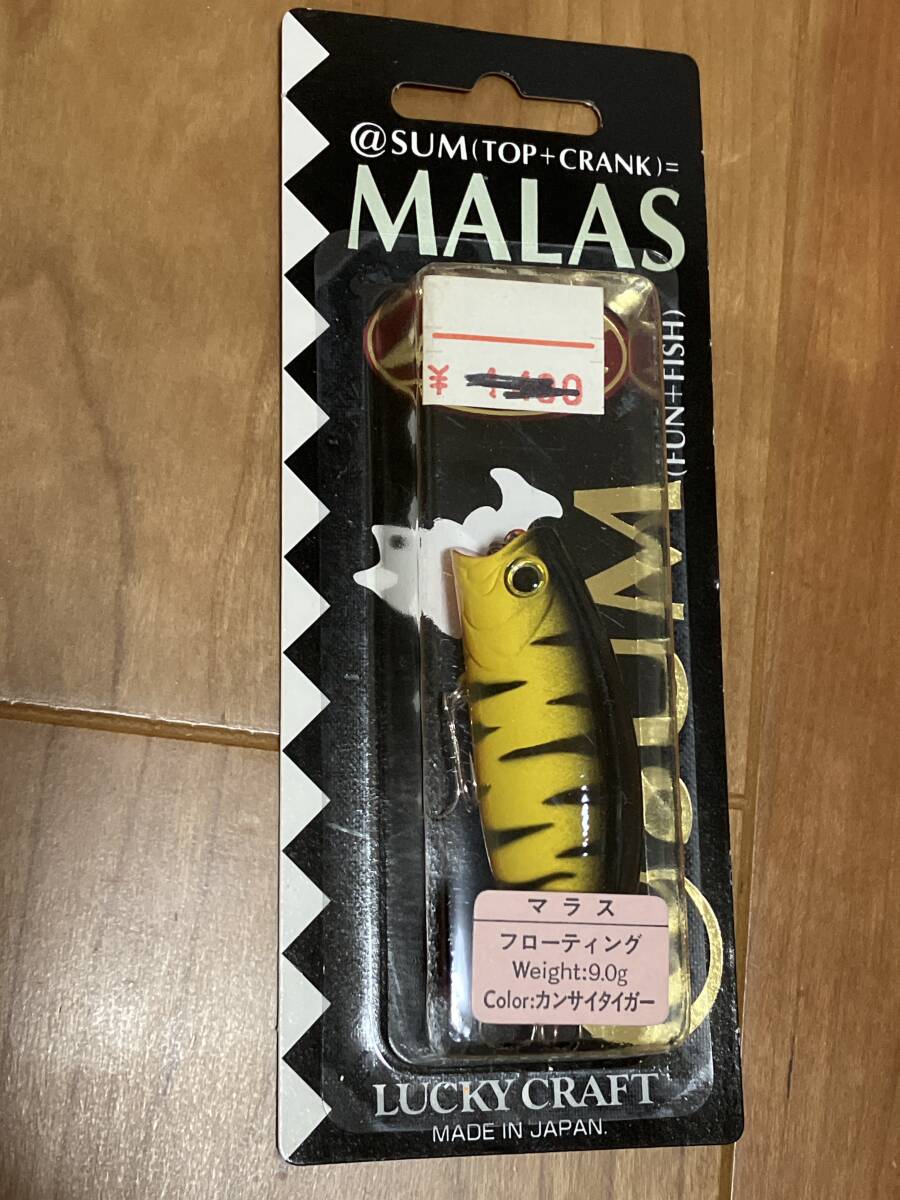 @SUM(TOP+CRANK)=
MALAS
(FUN+FISH)
¥
マラス
フローティング
Weight:9.0g
Color:カンサイタイガー
LUCKY CRAFT
MADE IN JAPAN.